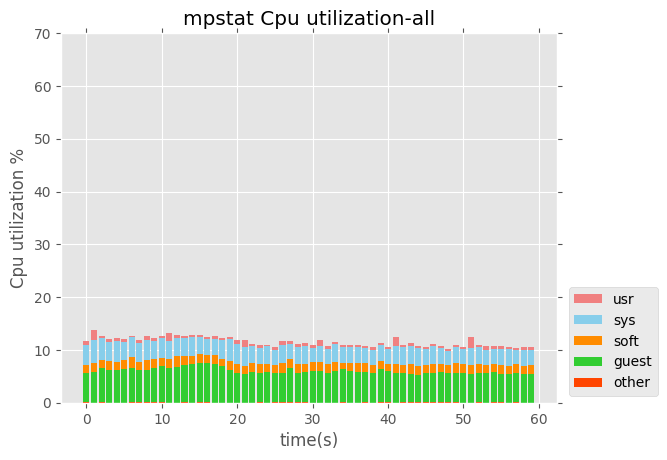 mpstat Cpu utilization-all
Cpu utilization %
70
60
50
40
30
20
10
0
0 10 20 30 40 50 60
time(s)
usr
sys
soft
guest
other